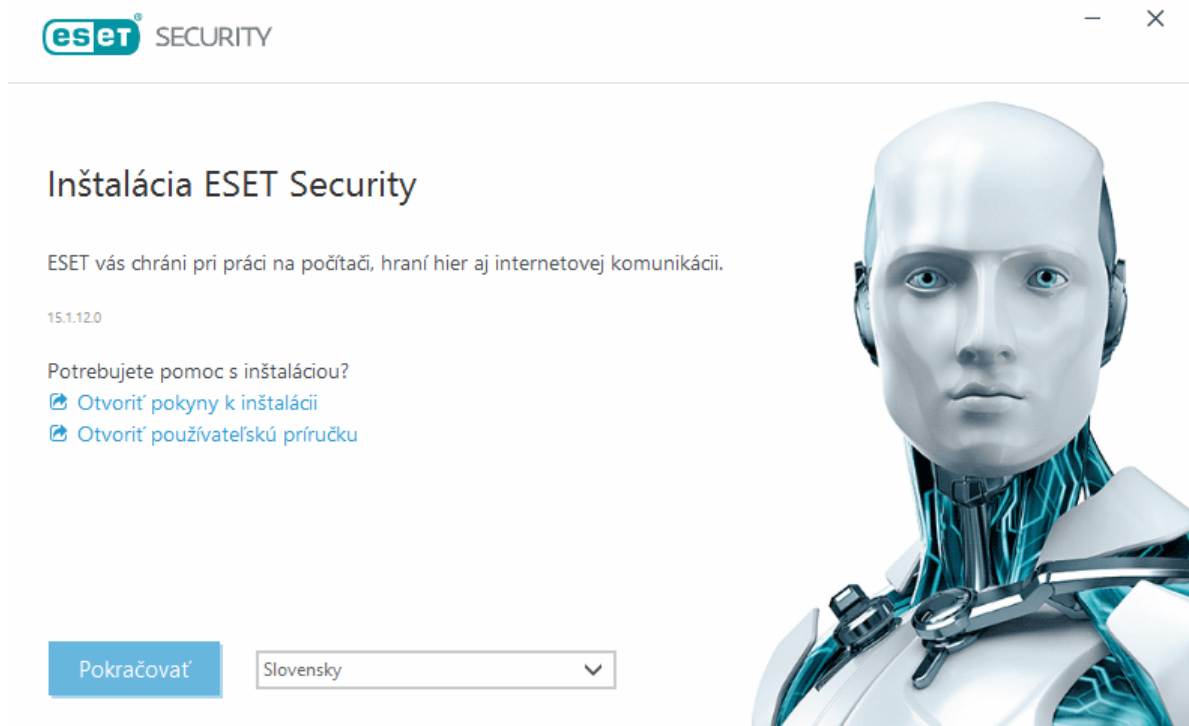 eset® SECURITY
Inštalácia ESET Security
ESET vás chráni pri práci na počítači, hraní hier aj internetovej komunikácii.
15.1.12.0
Potrebujete pomoc s inštaláciou?
Otvoriť pokyny k inštalácii
Otvoriť používateľskú príručku
Pokračovať
Slovensky